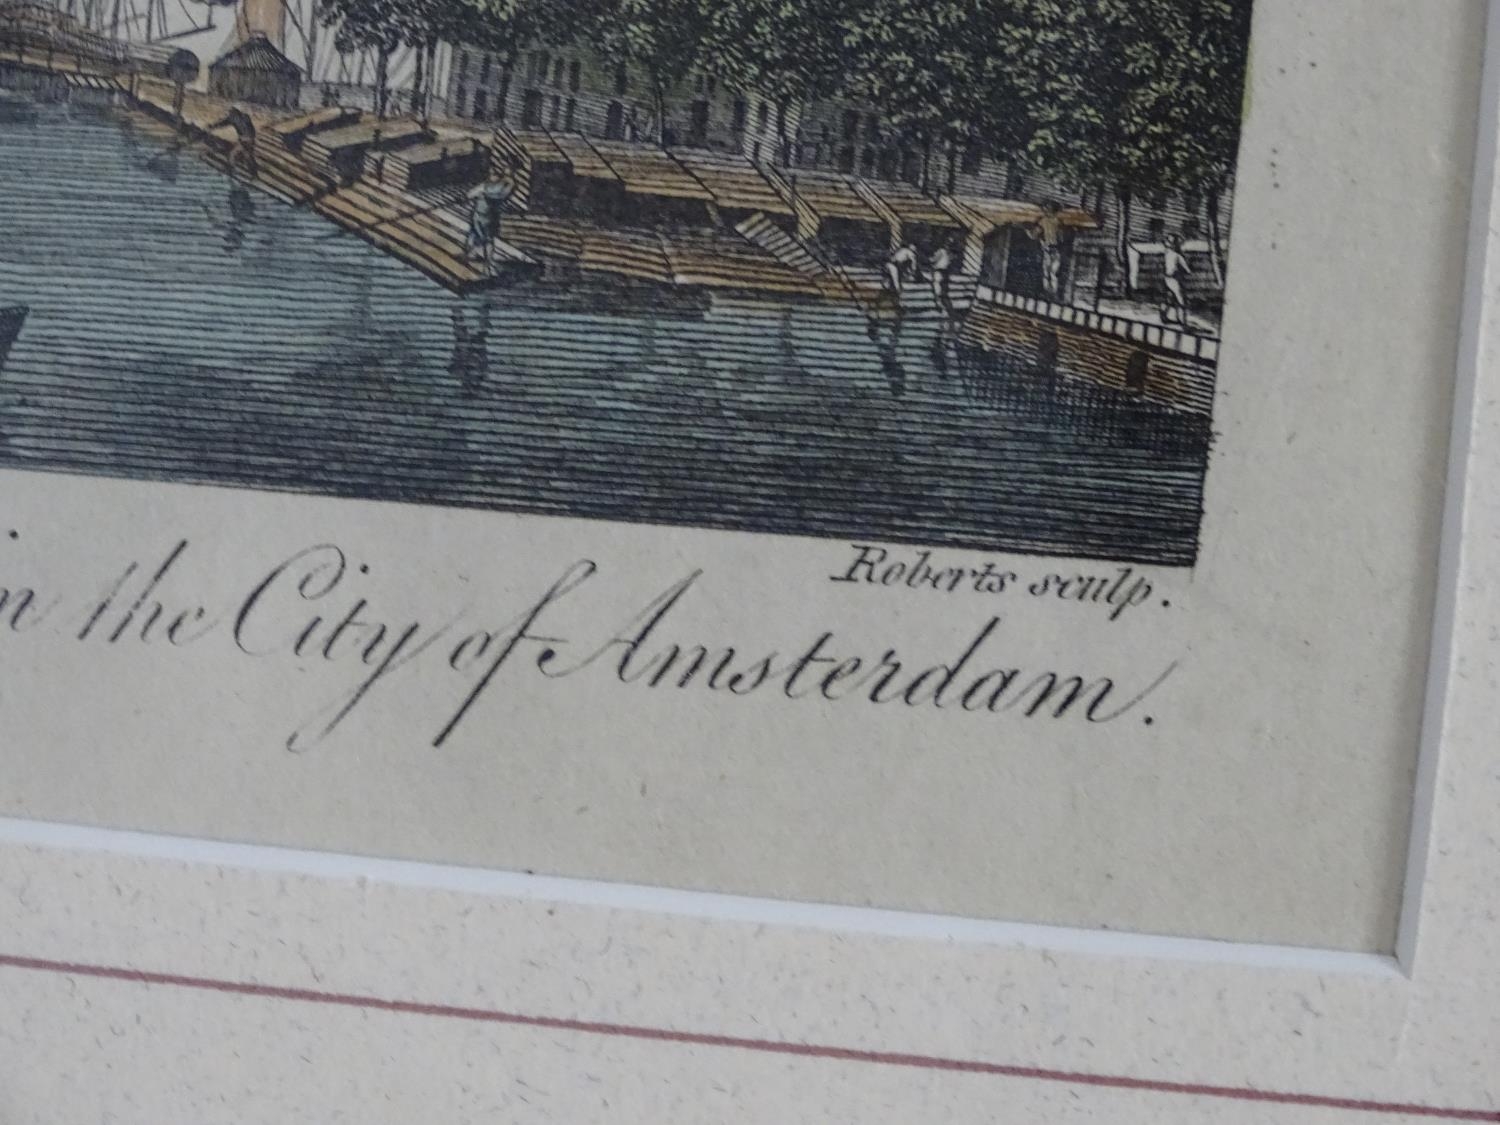 Roberts sculp.
in the City of Amsterdam.